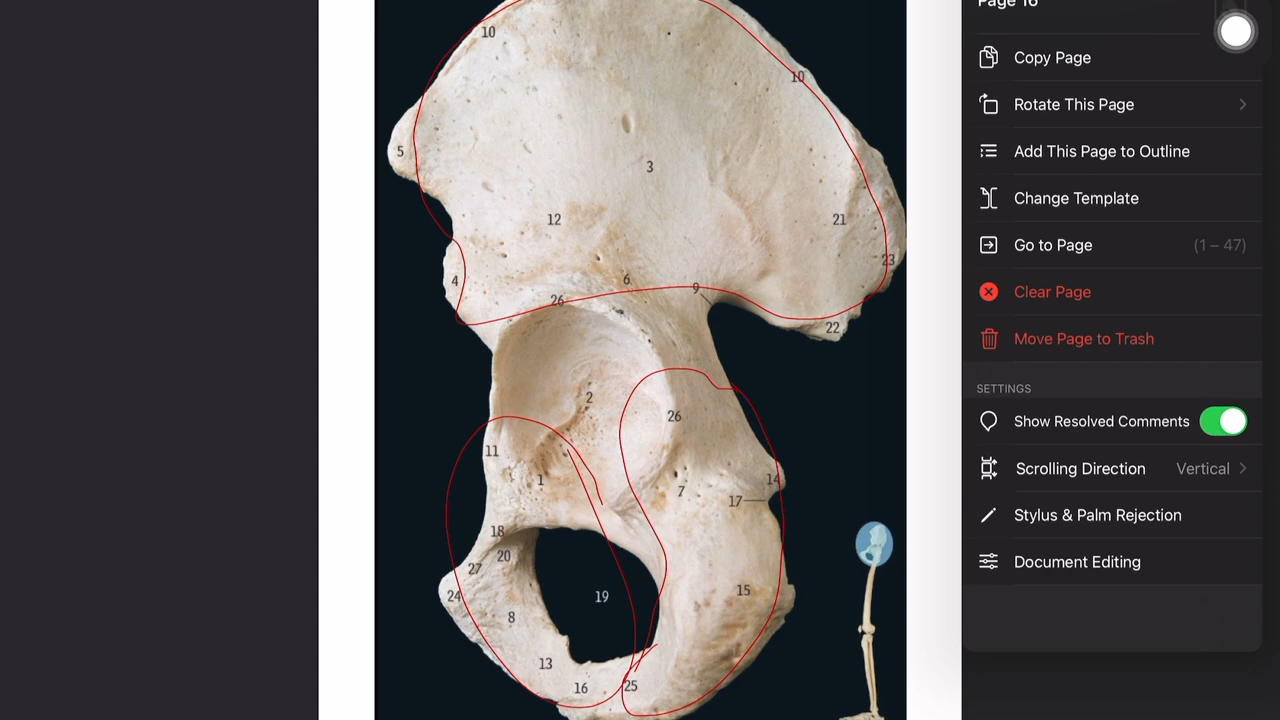 10
10
5
3
12
21
4
6
23
9
26
22
2
26
11
1
7
14
17
18
20
27
24
19
15
8
13
16
25
Page 16
Copy Page
Rotate This Page
Add This Page to Outline
Change Template
Go to Page (1 – 47)
Clear Page
Move Page to Trash
SETTINGS
Show Resolved Comments
Scrolling Direction Vertical
Stylus & Palm Rejection
Document Editing